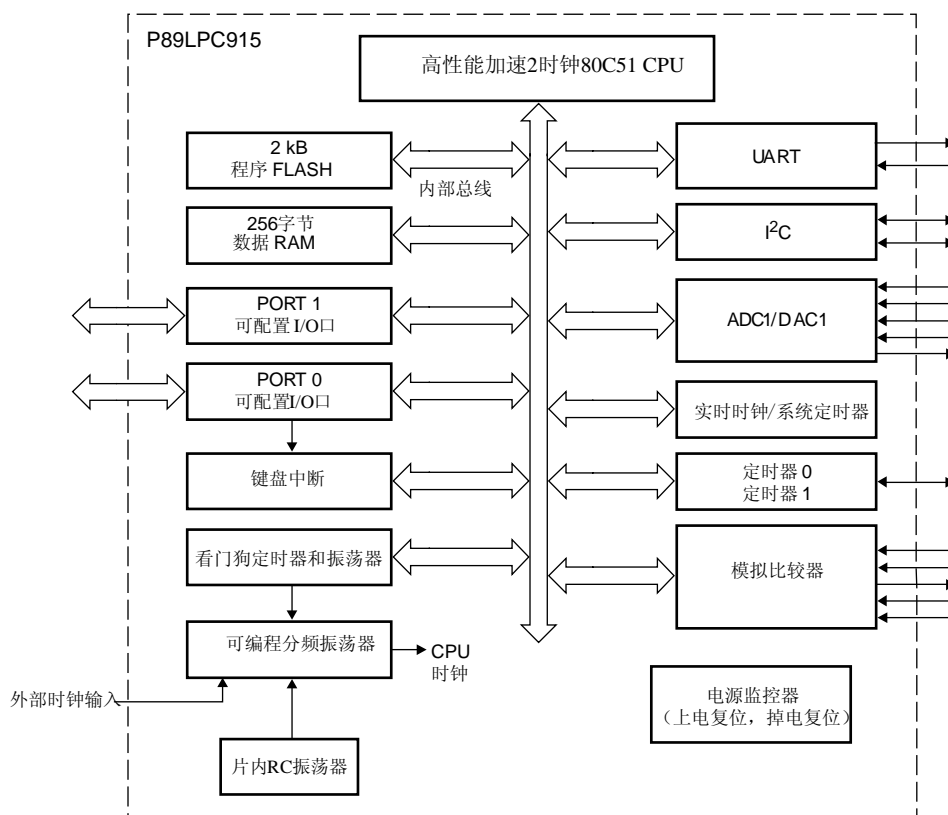 P89LPC915
高性能加速2时钟80C51 CPU
2 kB
程序 FLASH
内部总线
256字节
数据 RAM
PORT 1
可配置 I/O口
PORT 0
可配置I/O口
键盘中断
看门狗定时器和振荡器
可编程分频振荡器
CPU
时钟
外部时钟输入
片内RC振荡器
UART
I²C
ADC1/DAC1
实时时钟/系统定时器
定时器 0
定时器 1
模拟比较器
电源监控器
（上电复位，掉电复位）